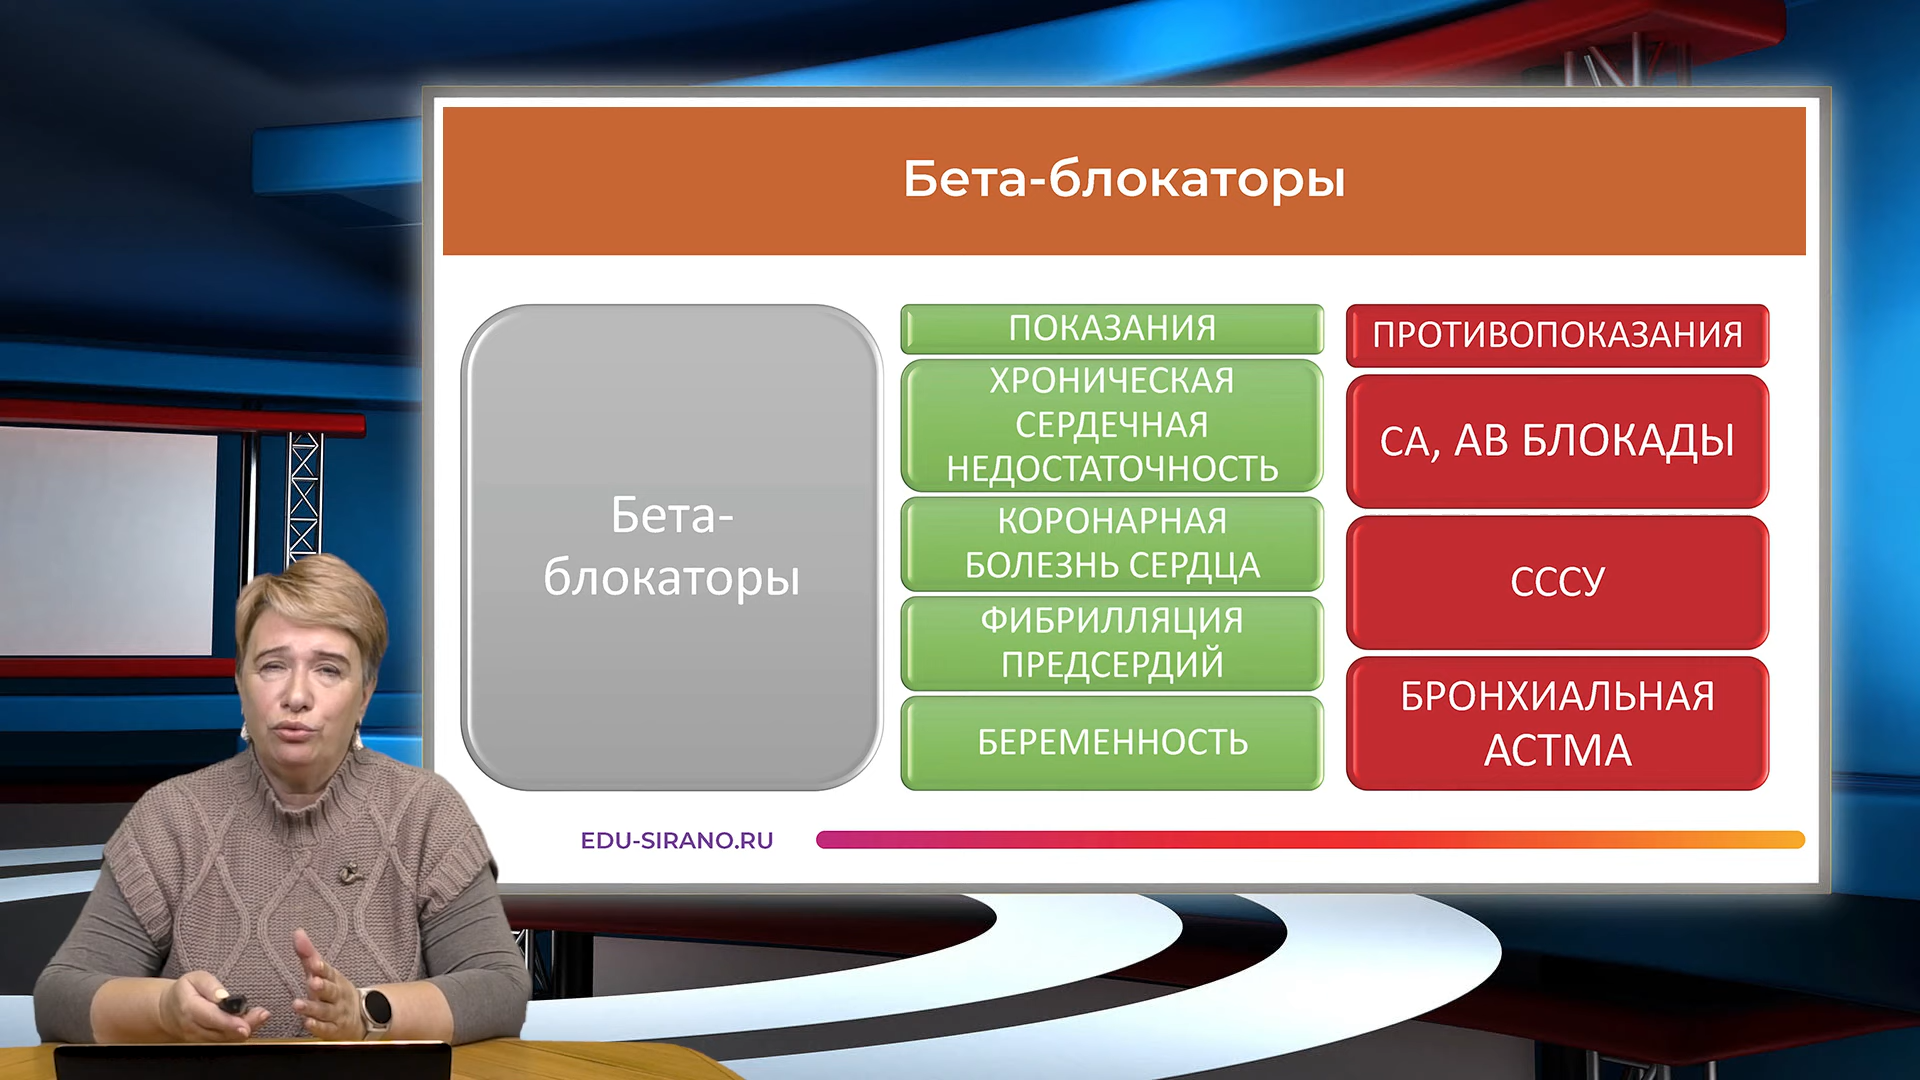 Бета-блокаторы
Бета-
блокаторы
ПОКАЗАНИЯ
ХРОНИЧЕСКАЯ
СЕРДЕЧНАЯ
НЕДОСТАТОЧНОСТЬ
КОРОНАРНАЯ
БОЛЕЗНЬ СЕРДЦА
ФИБРИЛЛЯЦИЯ
ПРЕДСЕРДИЙ
БЕРЕМЕННОСТЬ
ПРОТИВОПОКАЗАНИЯ
СА, АВ БЛОКАДЫ
СССУ
БРОНХИАЛЬНАЯ
АСТМА
EDU-SIRANO.RU